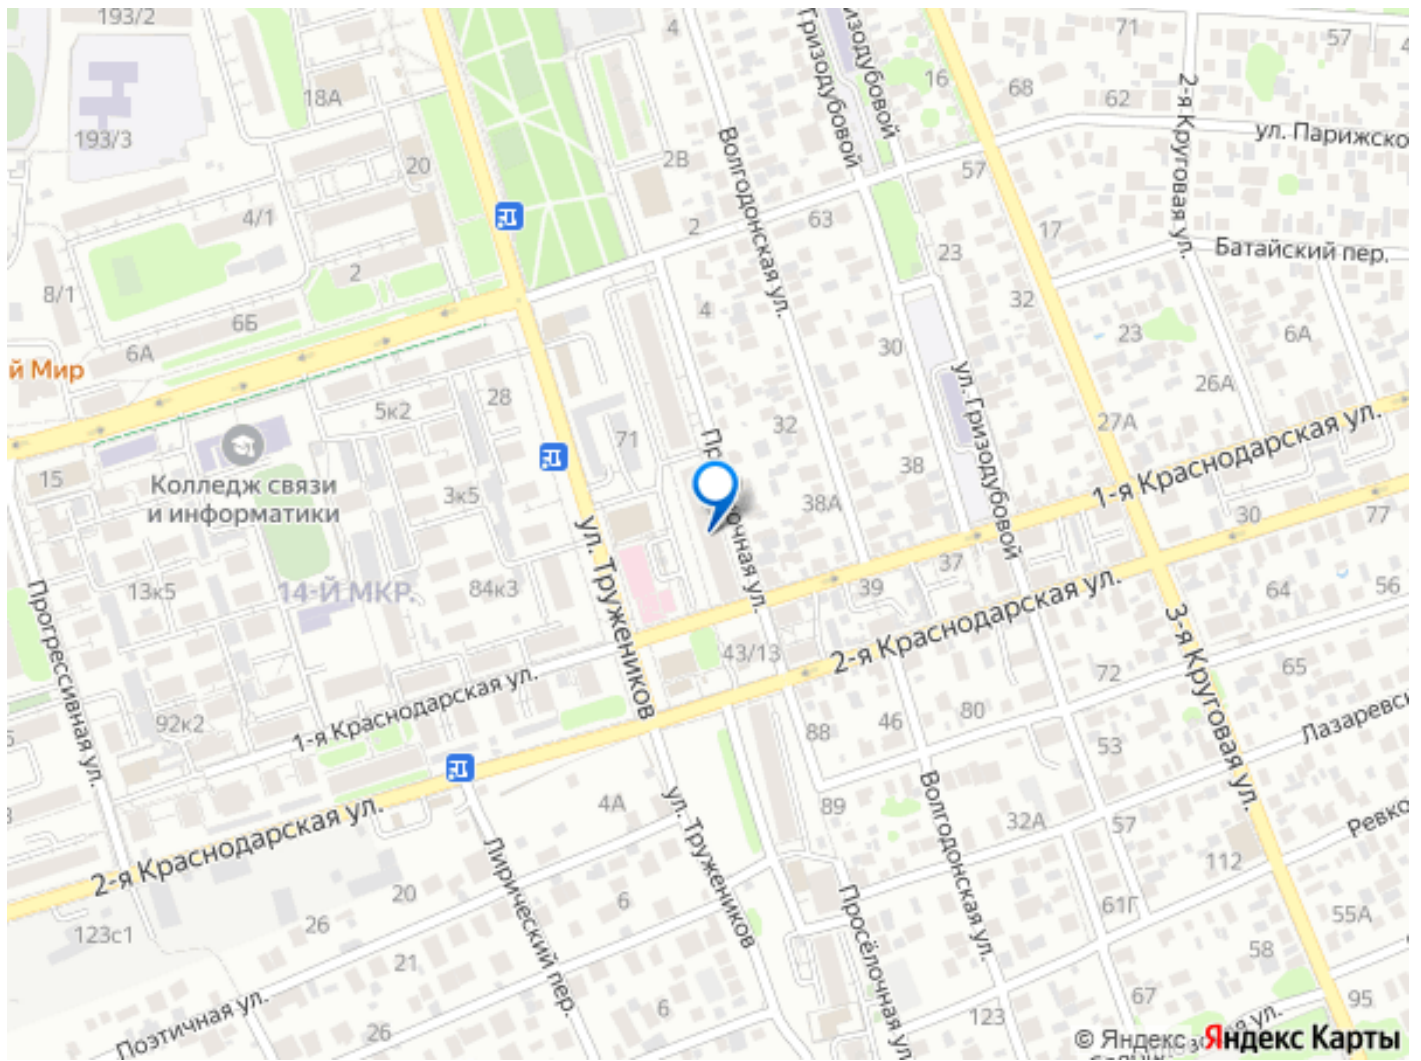 193/2
4
71
57
193/3
18А
20
2В
Волгодонская ул.
Гризодубовой
16
68
62
57
2-я Круговая ул.
ул. Парижско
4/1
2
63
23
17
Батайский пер.
2
8/1
6Б
6А
й Мир
4
30
32
23
6А
26А
5к2
28
71
32
ул. Гризодубовой
27А
1-я Краснодарская ул.
15
Колледж связи
и информатики
3к5
38А
38
30
77
ул. Тружеников
13к5
14-Й МКР.
84к3
39
37
64
56
Прогрессивная ул.
43/13
2-я Краснодарская ул.
3-я Круговая ул.
72
65
92к2
1-я Краснодарская ул.
88
46
80
53
Лазаревск
4А
ул. Тружеников
89
Волгодонская ул.
32А
57
112
Ревко
2-я Краснодарская ул.
Лирический пер.
20
6
Просёлочная ул.
61Г
55А
123с1
26
21
58
Поэтичная ул.
26
6
123
67
95
© Яндекс
Яндекс Карты